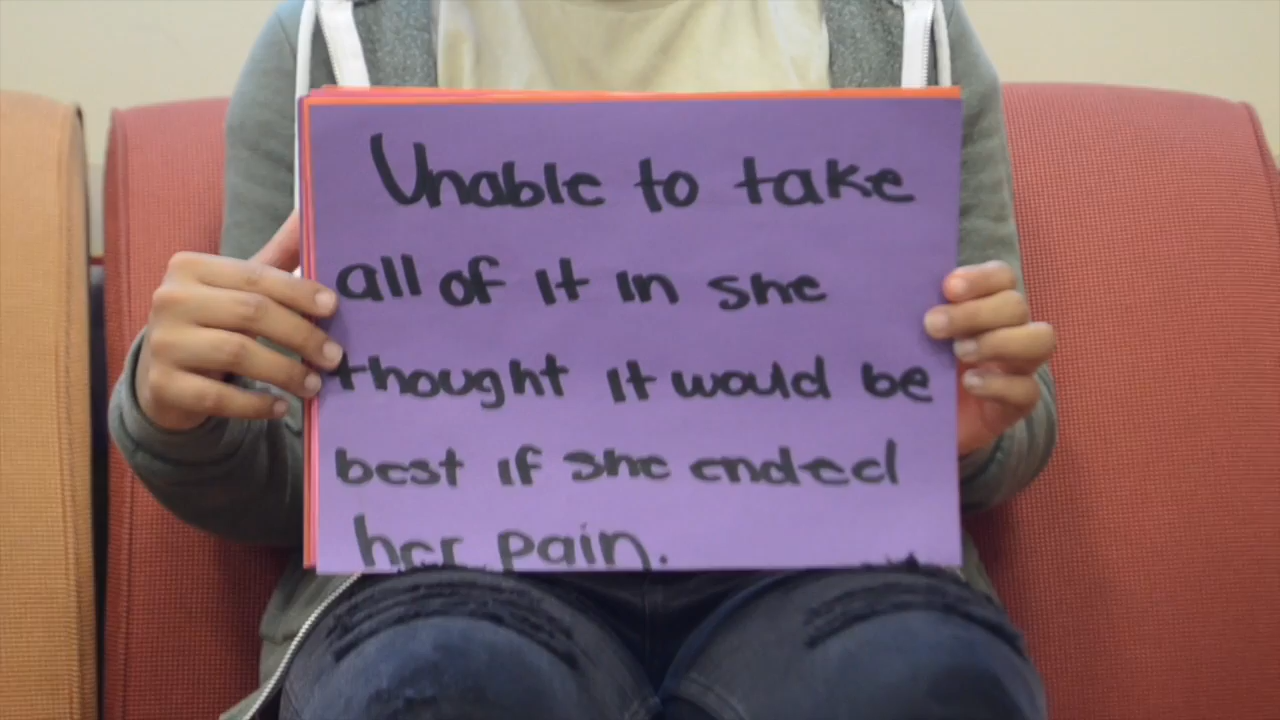 Unable to take
all of it in she
thought it would be
best if she ended
her pain.